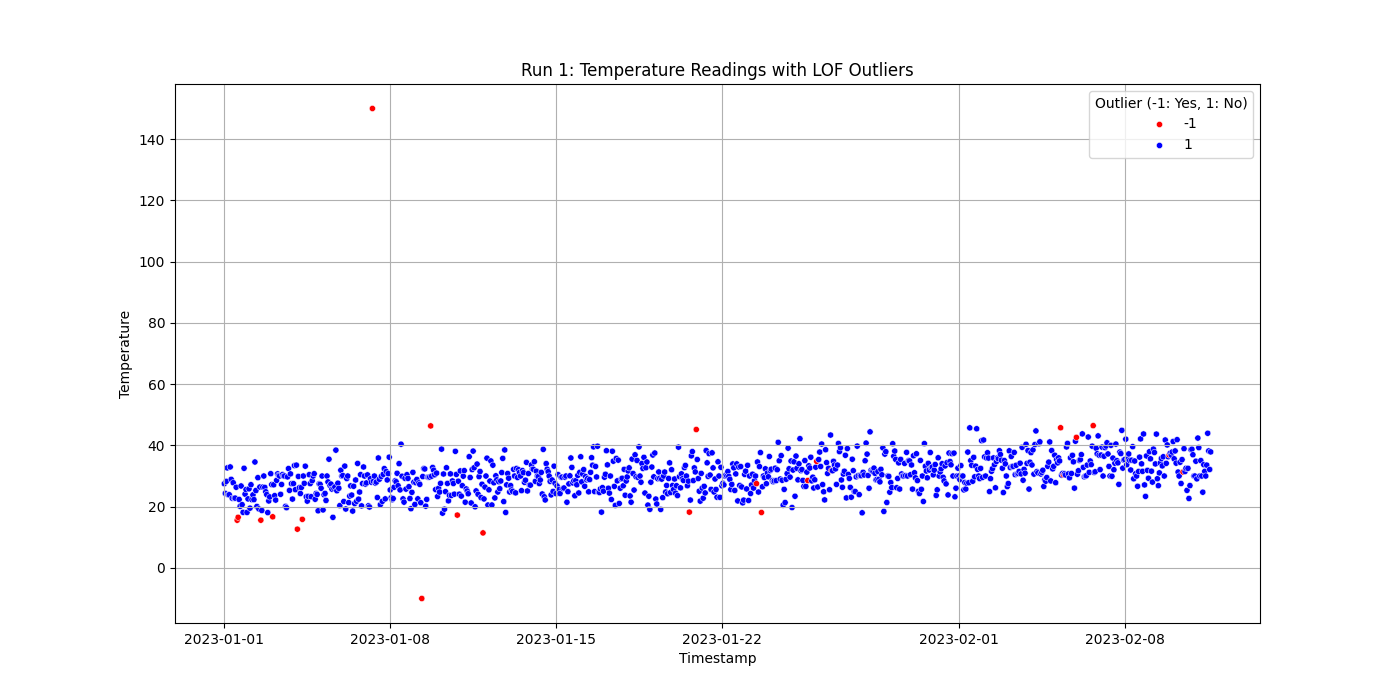 Run 1: Temperature Readings with LOF Outliers
Outlier (-1: Yes, 1: No)
-1
1
140
120
100
80
60
40
20
0
Temperature
2023-01-01 2023-01-08 2023-01-15 2023-01-22 2023-02-01 2023-02-08
Timestamp